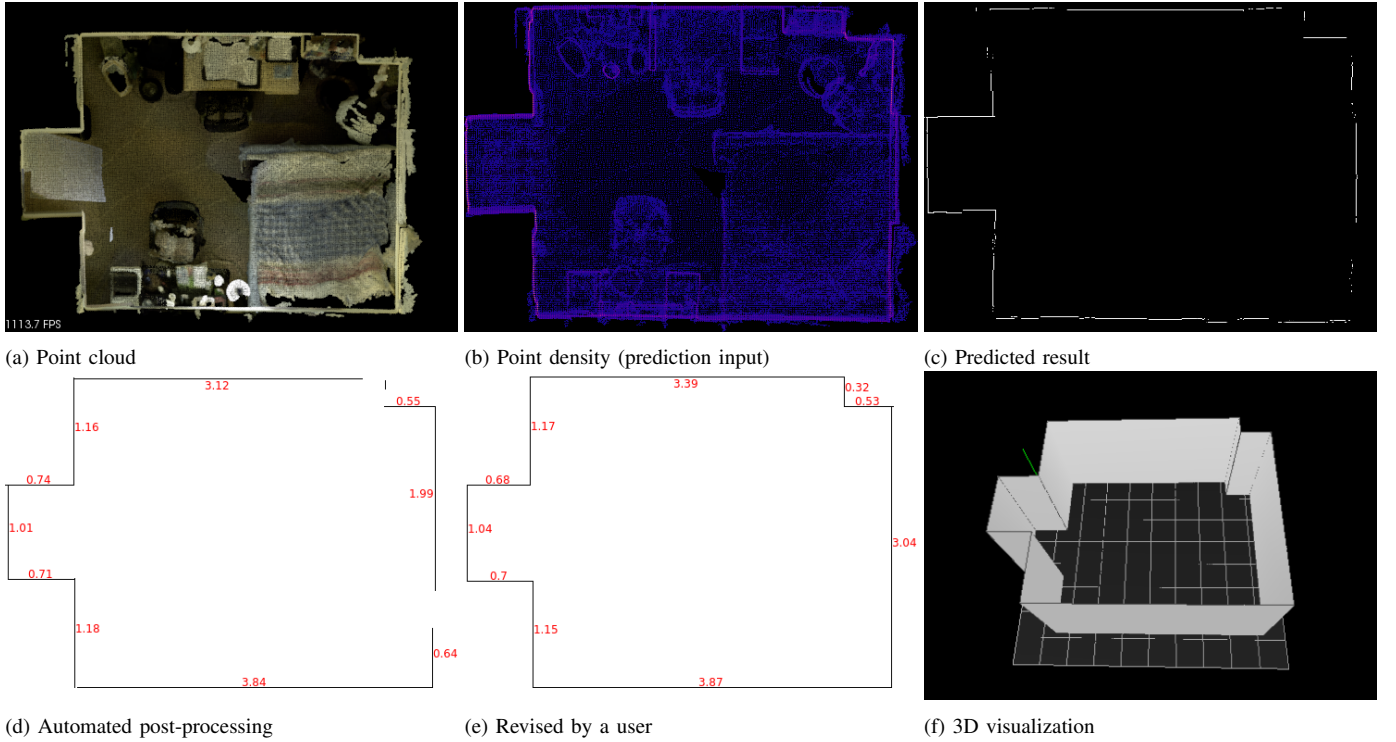 1113.7 FPS
(a) Point cloud
(b) Point density (prediction input)
(c) Predicted result
3.12
0.55
1.16
0.74
1.99
1.01
0.71
1.18
0.64
3.84
3.39
0.32
0.53
1.17
0.68
1.04
3.04
0.7
1.15
3.87
(d) Automated post-processing
(e) Revised by a user
(f) 3D visualization